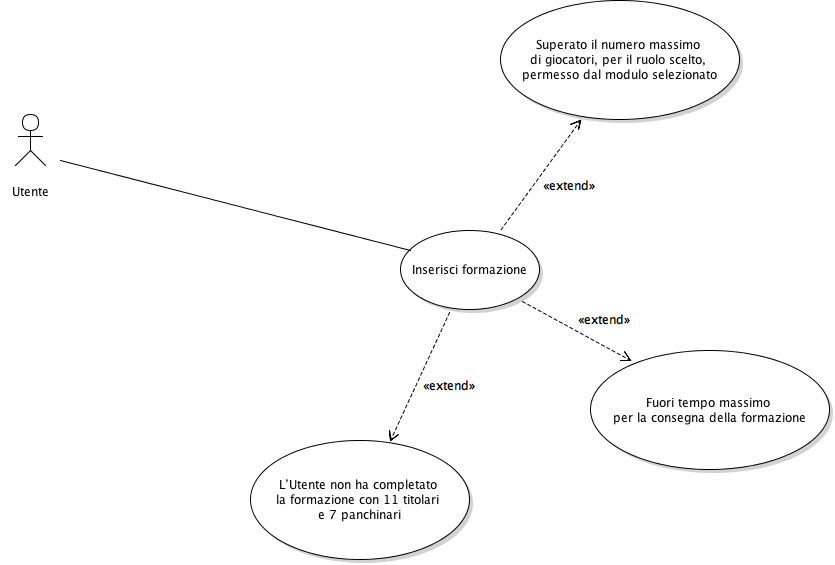 Superato il numero massimo
di giocatori, per il ruolo scelto,
permesso dal modulo selezionato
Utente
«extend»
Inserisci formazione
«extend»
«extend»
Fuori tempo massimo
per la consegna della formazione
L'Utente non ha completato
la formazione con 11 titolari
e 7 panchinari